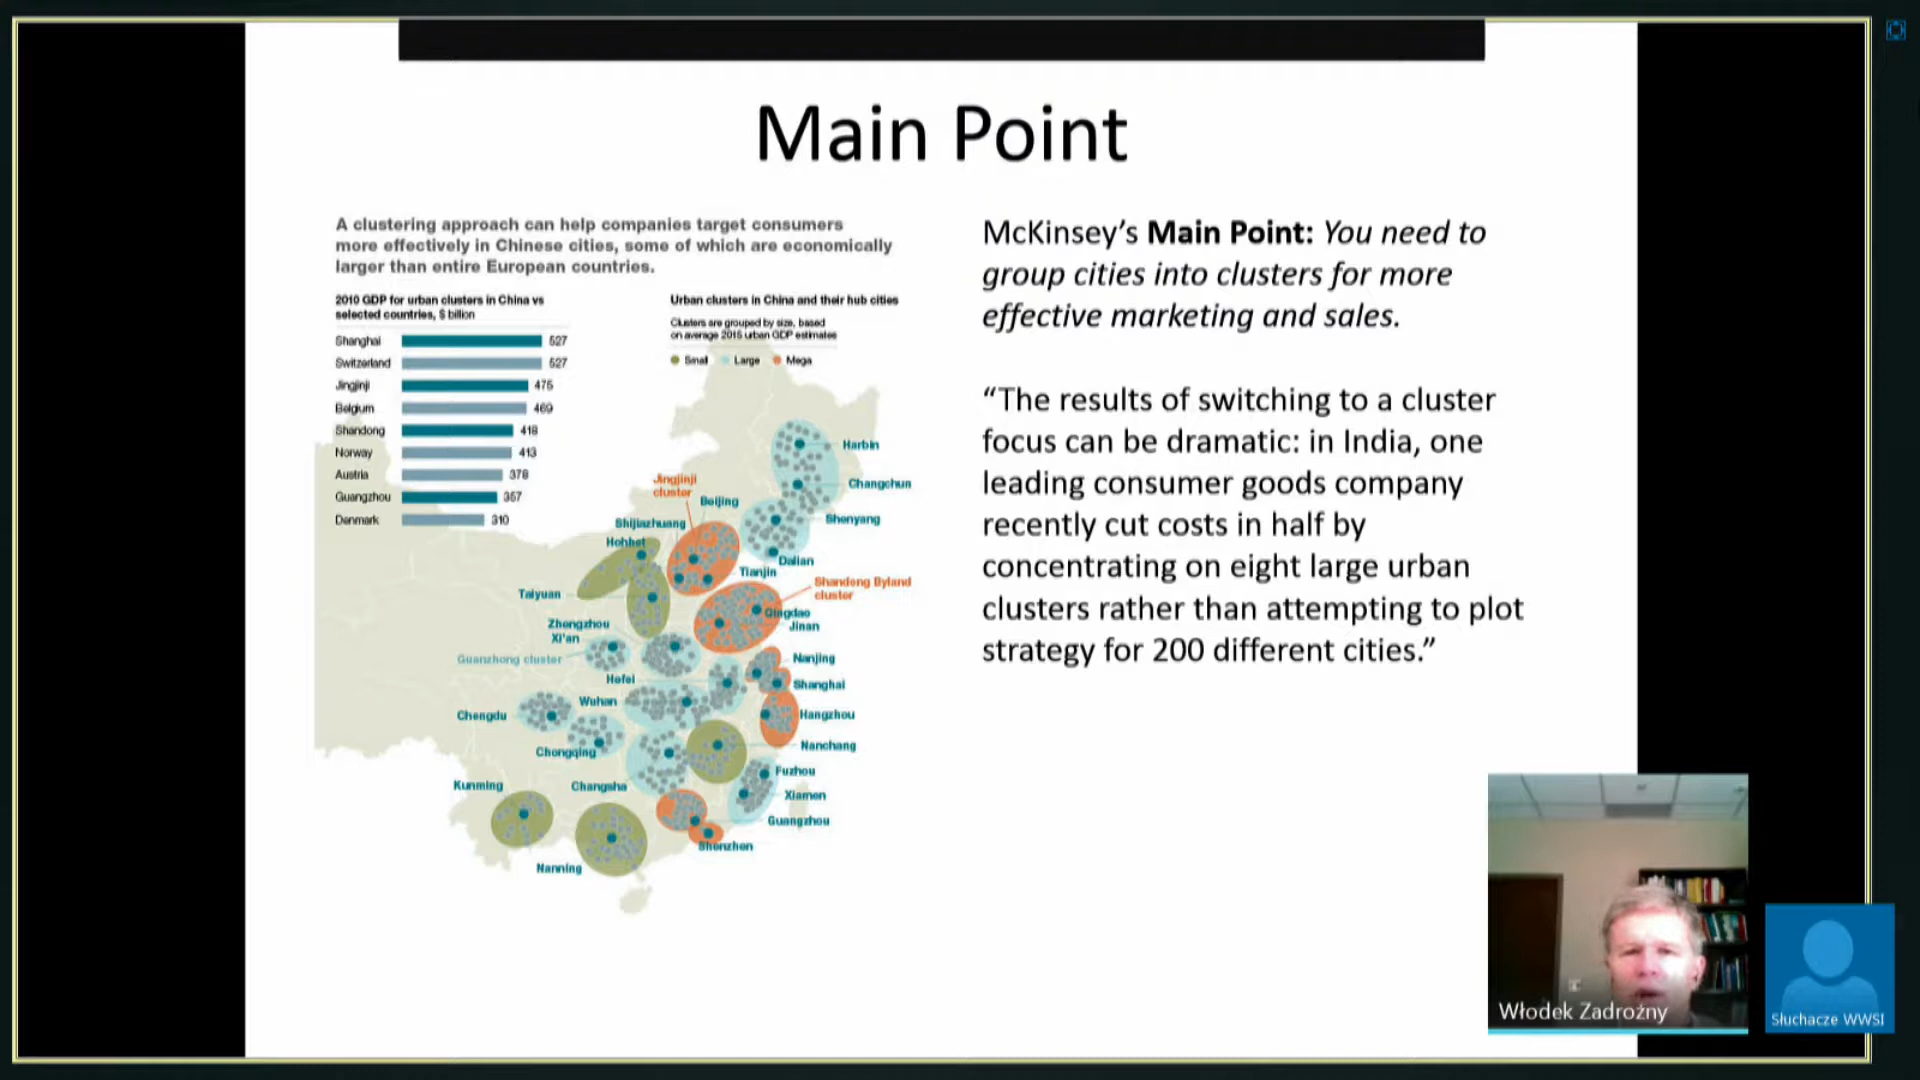 Main Point
A clustering approach can help companies target consumers
more effectively in Chinese cities, some of which are economically
larger than entire European countries.
2010 GDP for urban clusters in China vs
selected countries, $ billion
Shanghai 527
Switzerland 527
Jingjinji 475
Belgium 469
Shandong 418
Norway 413
Austria 378
Guangzhou 367
Denmark 310
Urban clusters in China and their hub cities
Clusters are grouped by size, based
on average 2015 urban GDP estimates
Small Large Mega
Harbin
Changchun
Jingjinji
cluster
Beijing
Shenyang
Shijiazhuang
Hohhot
Dalian
Tianjin
Shandong Byland
cluster
Taiyuan
Qingdao
Jinan
Zhengzhou
Xi'an
Guanzhong cluster
Nanjing
Hefei
Shanghai
Wuhan
Chengdu
Hangzhou
Chongqing
Nanchang
Fuzhou
Kunming
Changsha
Xiamen
Guangzhou
Shenzhen
Nanning
McKinsey’s Main Point: You need to
group cities into clusters for more
effective marketing and sales.
“The results of switching to a cluster
focus can be dramatic: in India, one
leading consumer goods company
recently cut costs in half by
concentrating on eight large urban
clusters rather than attempting to plot
strategy for 200 different cities.”
Włodek Zadrożny
Słuchacze WWSI